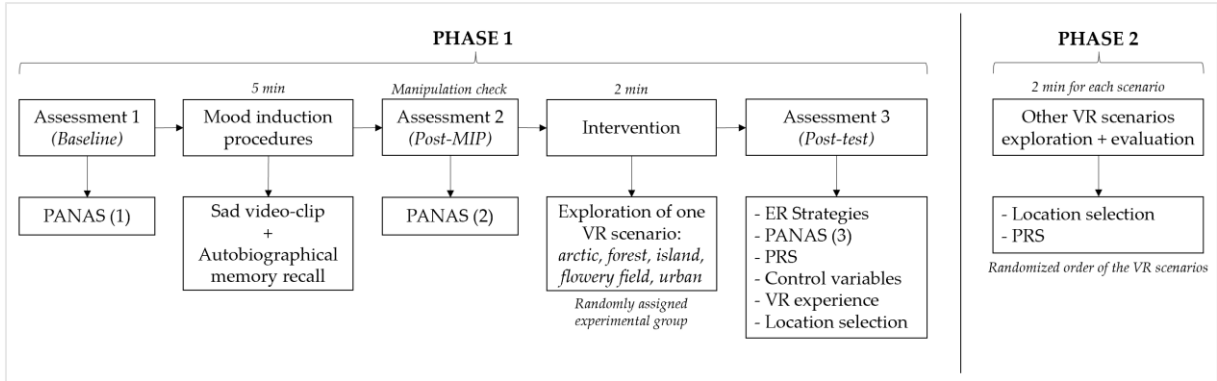 PHASE 1
5 min
Manipulation check
2 min
Assessment 1
(Baseline)
Mood induction
procedures
Assessment 2
(Post-MIP)
Intervention
Assessment 3
(Post-test)
PANAS (1)
Sad video-clip
+
Autobiographical
memory recall
PANAS (2)
Exploration of one
VR scenario:
arctic, forest, island,
flowery field, urban
Randomly assigned
experimental group
- ER Strategies
- PANAS (3)
- PRS
- Control variables
- VR experience
- Location selection
PHASE 2
2 min for each scenario
Other VR scenarios
exploration + evaluation
- Location selection
- PRS
Randomized order of the VR scenarios